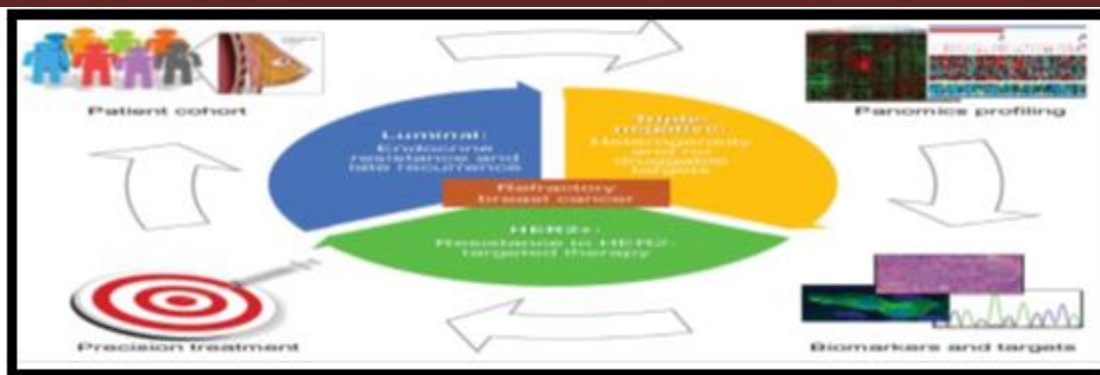 Patient cohort
Panomics profiling
Luminal:
Endocrine
resistance and
late recurrence
Triple-
negative:
Heterogeneity
and no
druggable
targets
Refractory
breast cancer
HER2+:
Resistance to HER2-
targeted therapy
Precision treatment
Biomarkers and targets